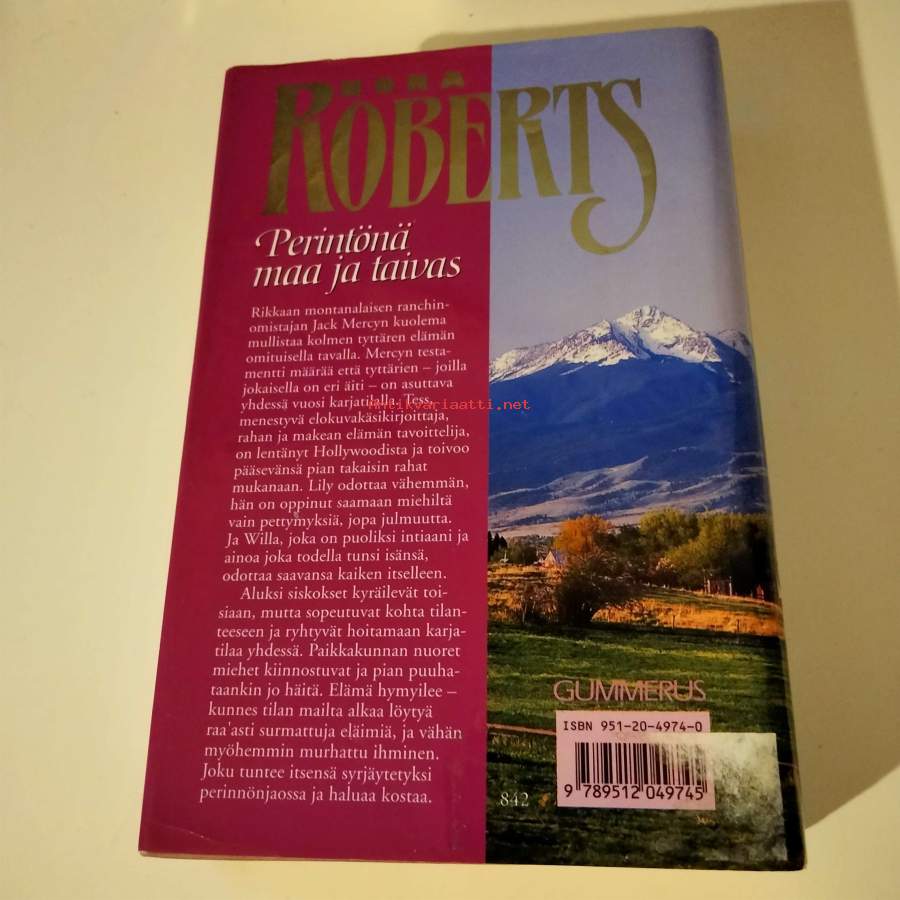 NORA
ROBERTS
Perintönä
maa ja taivas
Rikkaan montanalaisen ranchin-
omistajan Jack Mercyn kuolema
mullistaa kolmen tyttären elämän
omituisella tavalla. Mercyn testa-
mentti määrää että tyttärien – joilla
jokaisella on eri äiti – on asuttava
yhdessä vuosi karjatilalla. Tess,
Antikvariaatti.net
menestyvä elokuvakäsikirjoittaja,
rahan ja makean elämän tavoittelija,
on lentänyt Hollywoodista ja toivoo
pääsevänsä pian takaisin rahat
mukanaan. Lily odottaa vähemmän,
hän on oppinut saamaan miehiltä
vain pettymyksiä, jopa julmuutta.
Ja Willa, joka on puoliksi intiaani ja
ainoa joka todella tunsi isänsä,
odottaa saavansa kaiken itselleen.
Aluksi siskokset kyräilevät toi-
siaan, mutta sopeutuvat kohta tilan-
teeseen ja ryhtyvät hoitamaan karja-
tilaa yhdessä. Paikkakunnan nuoret
miehet kiinnostuvat ja pian puuha-
taankin jo häitä. Elämä hymyilee –
kunnes tilan mailta alkaa löytyä
raa'asti surmattuja eläimiä, ja vähän
myöhemmin murhattu ihminen.
Joku tuntee itsensä syrjäytetyksi
perinnönjaossa ja haluaa kostaa.
842
GUMMERUS
ISBN 951-20-4974-0
9 789512 049745